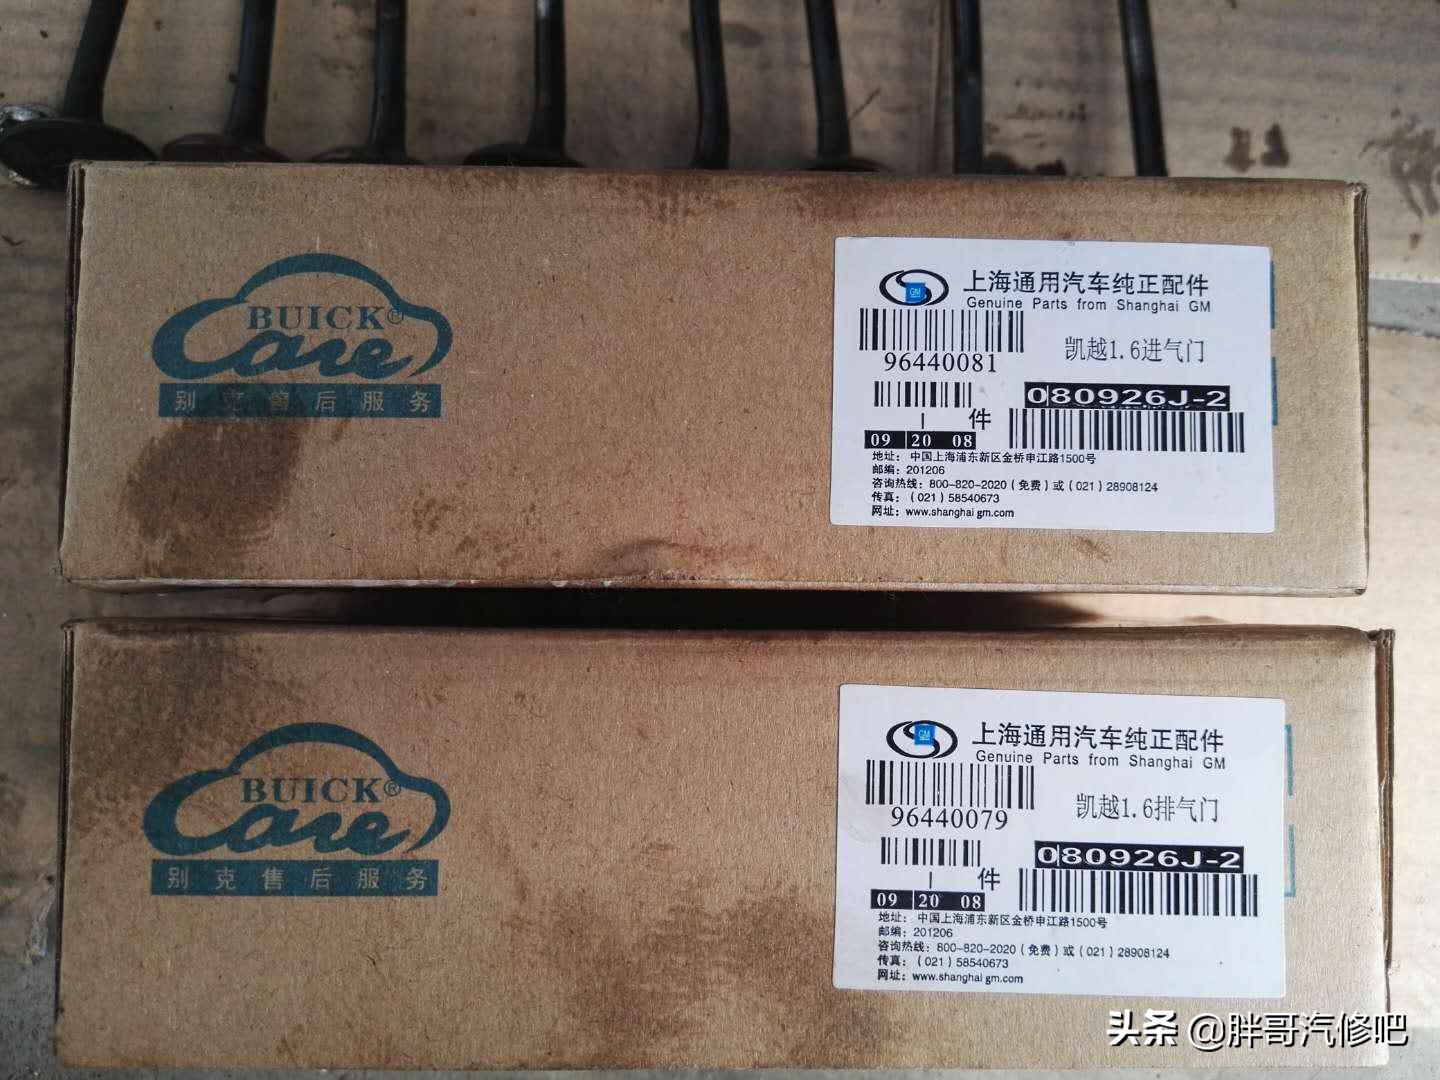 BUICK®
Care
别克售后服务
GM
上海通用汽车纯正配件
Genuine Parts from Shanghai GM
96440081
凯越1.6进气门
080926J-2
1 件
09 20 08
地址: 中国上海浦东新区金桥申江路1500号
邮编: 201206
咨询热线: 800-820-2020(免费)或(021)28908124
传真: (021)58540673
网址: www.shanghai gm.com
BUICK®
Care
别克售后服务
GM
上海通用汽车纯正配件
Genuine Parts from Shanghai GM
96440079
凯越1.6排气门
080926J-2
1 件
09 20 08
地址: 中国上海浦东新区金桥申江路1500号
邮编: 201206
咨询热线: 800-820-2020(免费)或(021)28908124
传真: (021)58540673
网址: www.shanghai gm.com
头条 @胖哥汽修吧